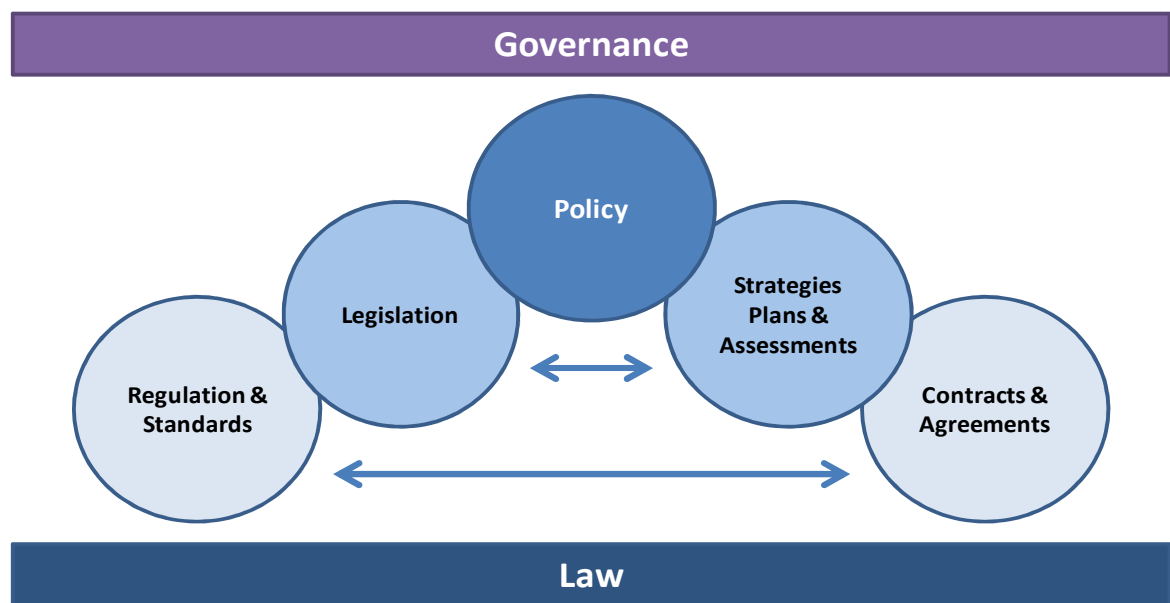 Governance
Policy
Legislation
Strategies
Plans &
Assessments
Regulation &
Standards
Contracts &
Agreements
Law